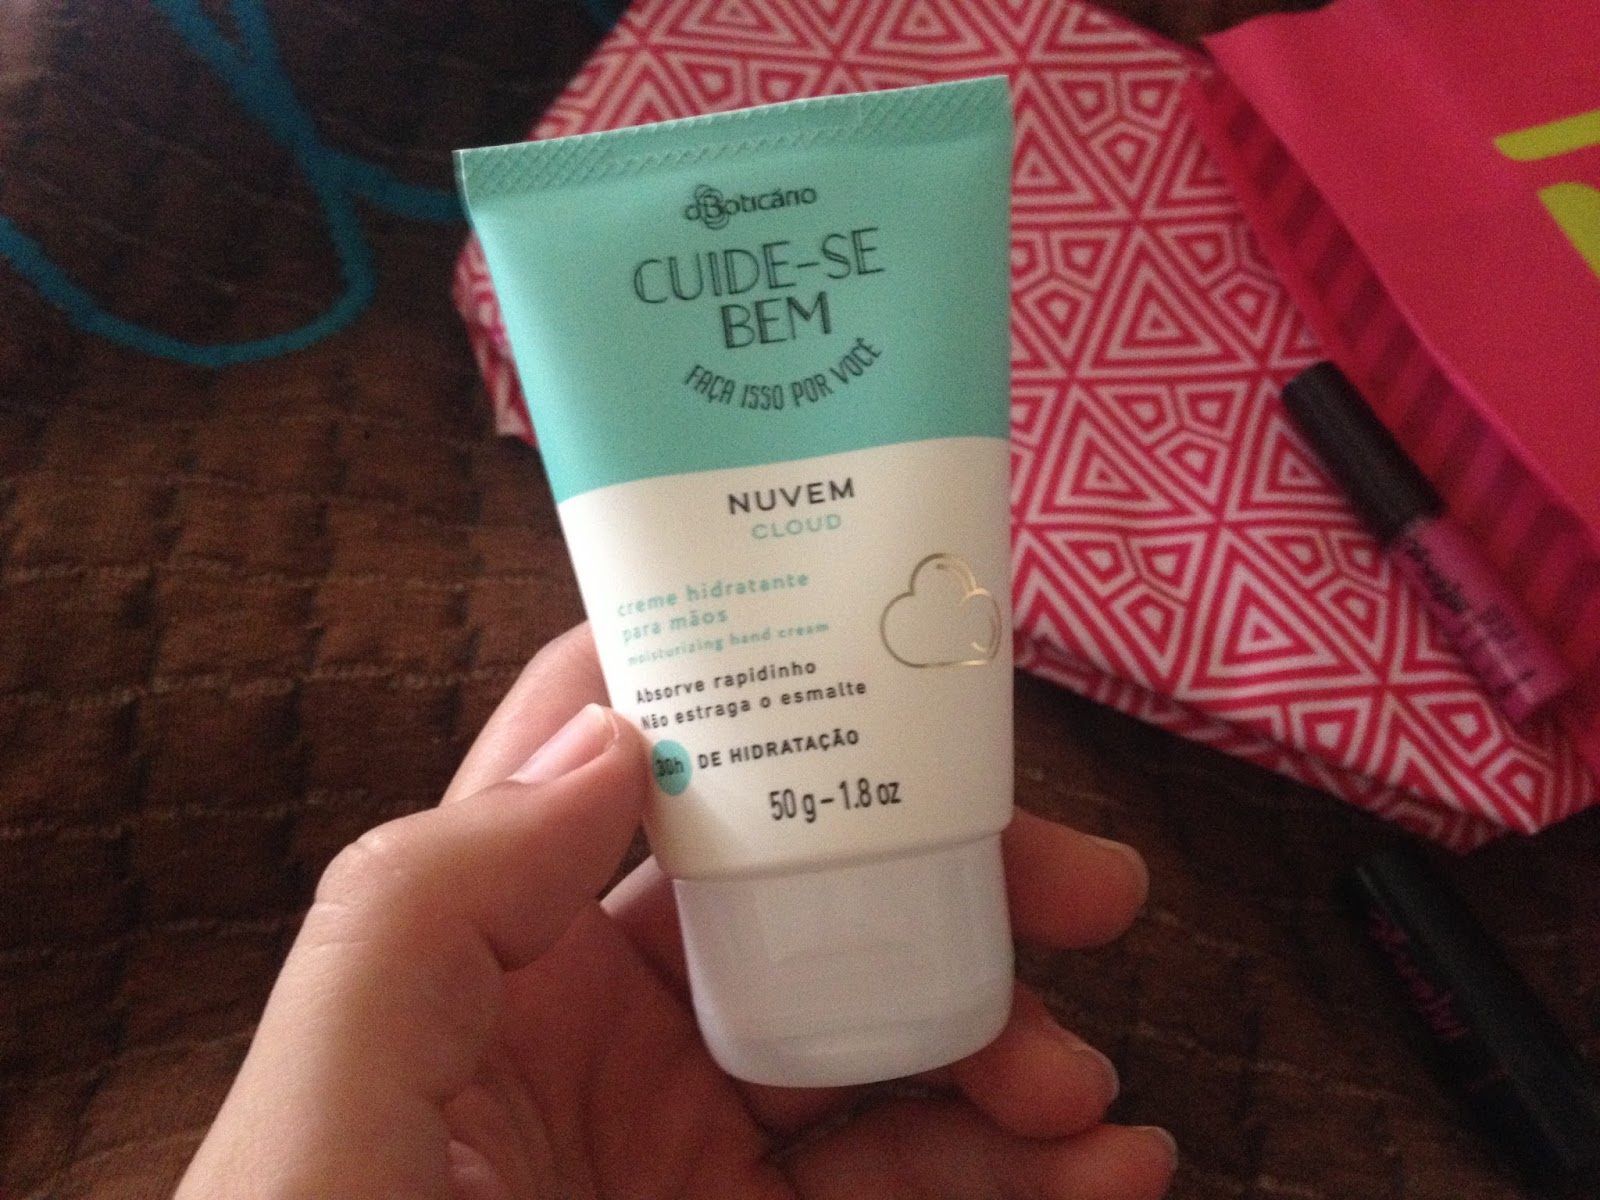 oBoticário
CUIDE-SE
BEM
FAÇA ISSO POR VOCÊ
NUVEM
CLOUD
creme hidratante
para mãos
moisturizing hand cream
Absorve rapidinho
Não estraga o esmalte
30h DE HIDRATAÇÃO
50 g – 1.8 oz